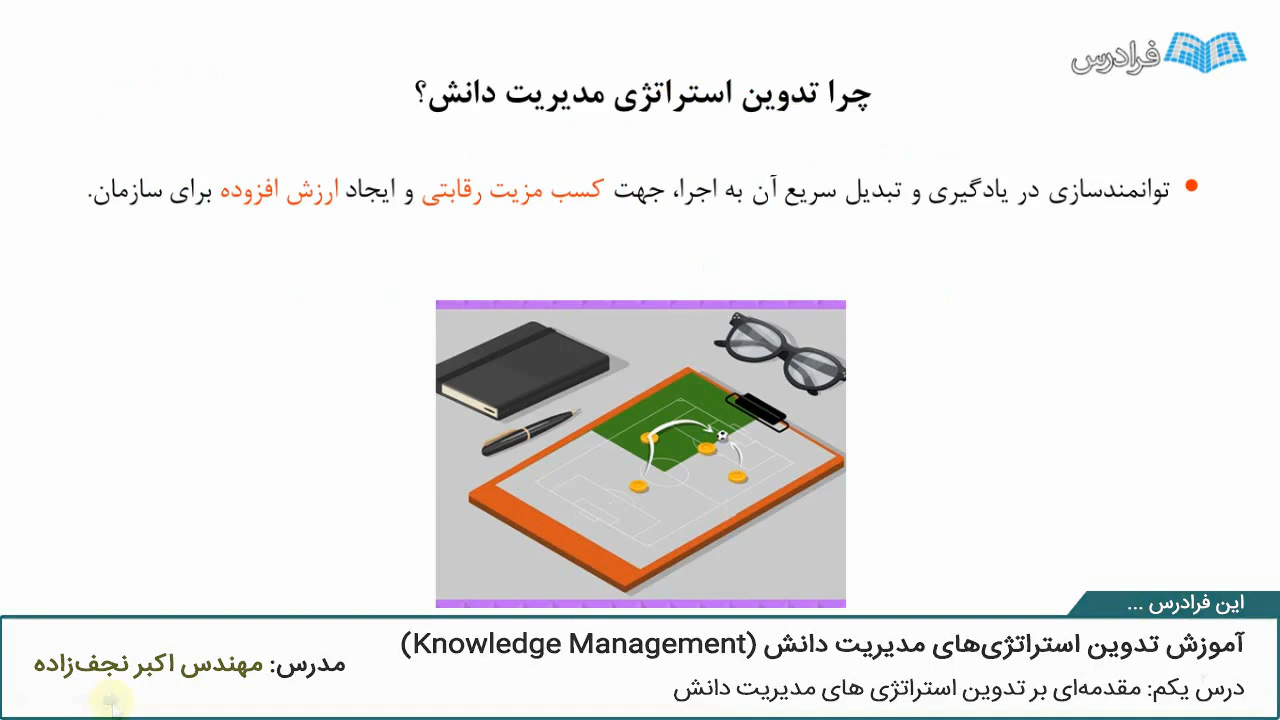 فرادرس
چرا تدوین استراتژی مدیریت دانش؟
• توانمندسازی در یادگیری و تبدیل سریع آن به اجرا، جهت کسب مزیت رقابتی و ایجاد ارزش افزوده برای سازمان.
این فرادرس ...
آموزش تدوین استراتژی‌های مدیریت دانش (Knowledge Management)
مدرس: مهندس اکبر نجف‌زاده
درس یکم: مقدمه‌ای بر تدوین استراتژی های مدیریت دانش